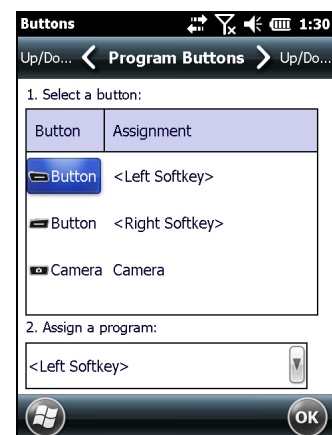 Buttons 1:30
Up/Do... Program Buttons Up/Do...
1. Select a button:
Button Assignment
Button <Left Softkey>
Button <Right Softkey>
Camera Camera
2. Assign a program:
<Left Softkey>
OK